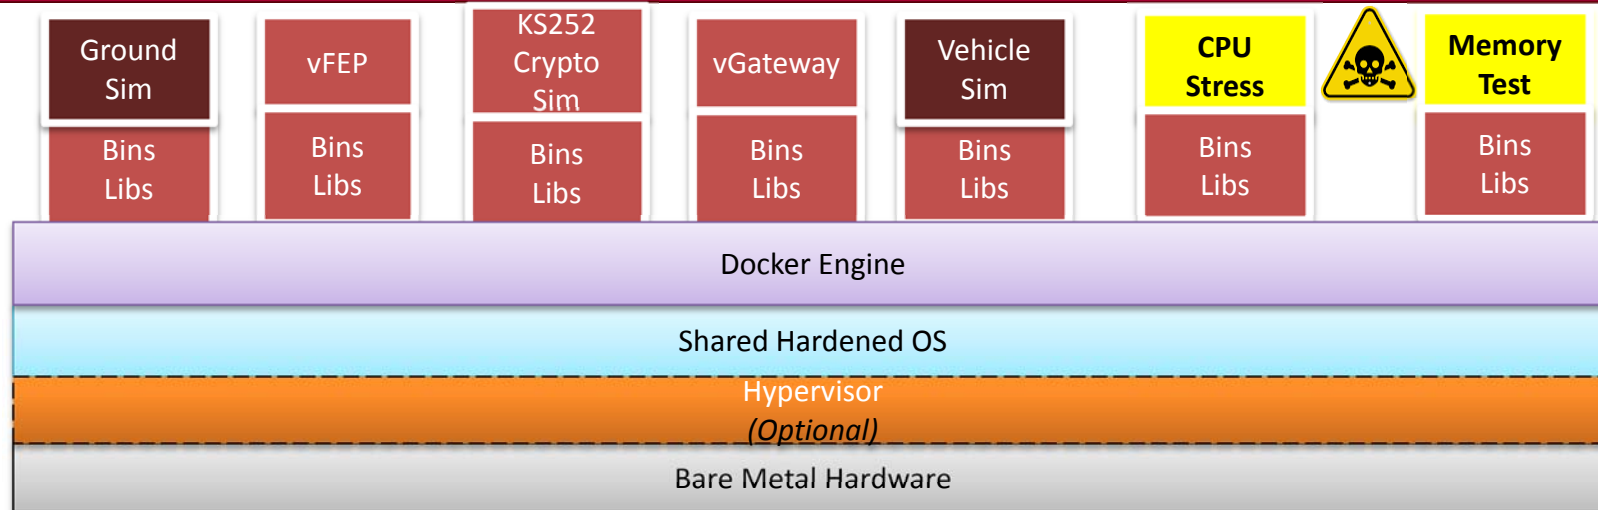 Ground
Sim
vFEP
KS252
Crypto
Sim
vGateway
Vehicle
Sim
CPU
Stress
Memory
Test
Bins
Libs
Bins
Libs
Bins
Libs
Bins
Libs
Bins
Libs
Bins
Libs
Bins
Libs
Docker Engine
Shared Hardened OS
Hypervisor
(Optional)
Bare Metal Hardware